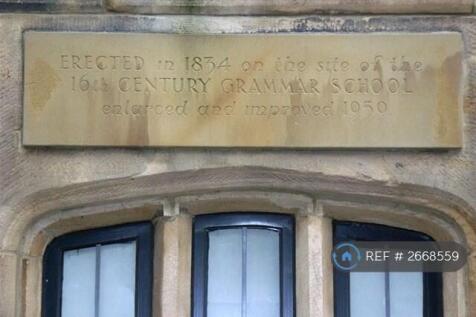 ERECTED in 1834 on the site of the
16th CENTURY GRAMMAR SCHOOL
enlarged and improved 1950
REF # 2668559